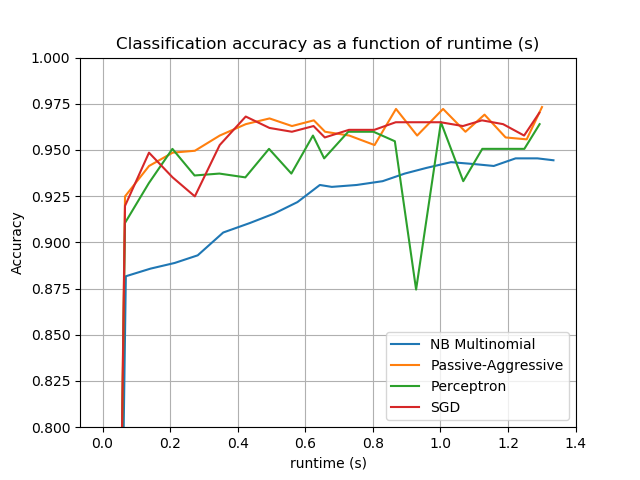 Classification accuracy as a function of runtime (s)
1.000
0.975
0.950
0.925
0.900
0.875
0.850
0.825
0.800
Accuracy
NB Multinomial
Passive-Aggressive
Perceptron
SGD
0.0 0.2 0.4 0.6 0.8 1.0 1.2 1.4
runtime (s)